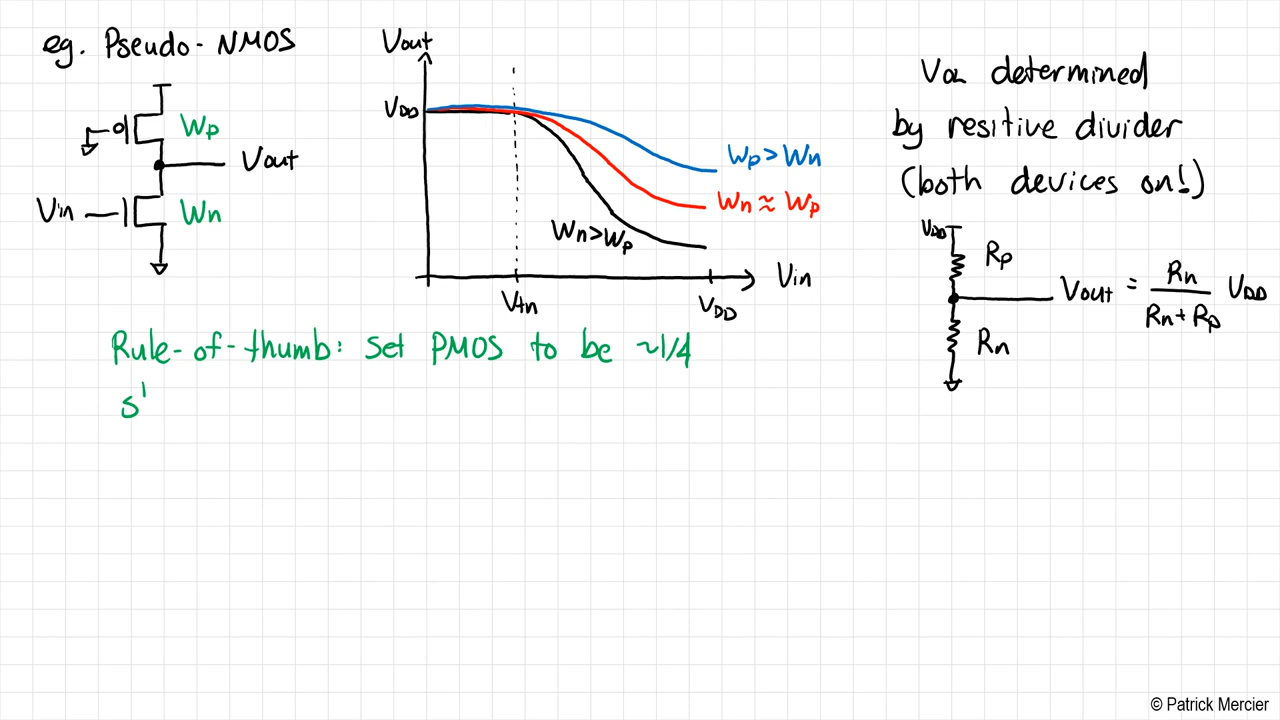 eg. Pseudo-NMOS
Wp
Vout
Vin
Wn
Vout
VDD
Wp > Wn
Wn ≈ Wp
Wn > Wp
Vin
Vtn
VDD
VOL determined
by resitive divider
(both devices on!)
VDD
Rp
Vout = Rn / Rn + Rp VDD
Rn
Rule-of-thumb: set PMOS to be ~1/4
s'
© Patrick Mercier